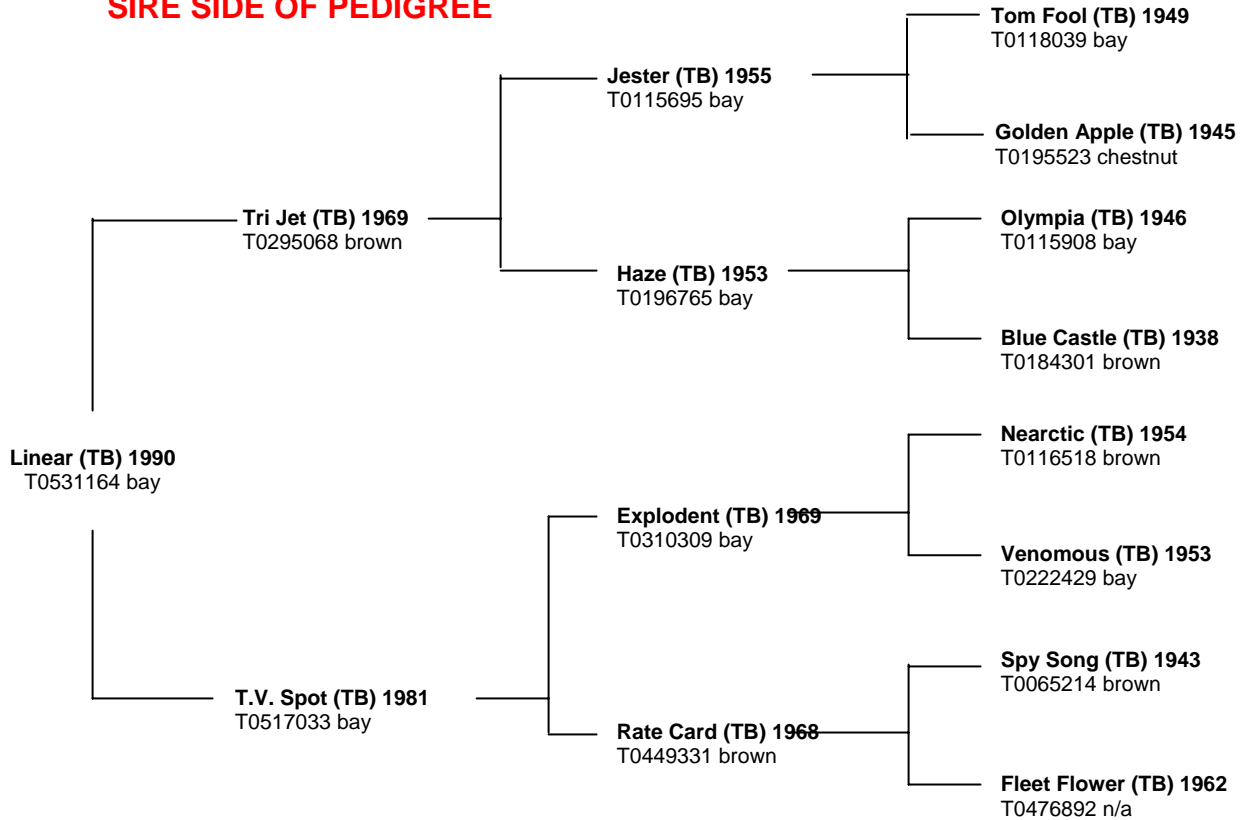 SIRE SIDE OF PEDIGREE
Tom Fool (TB) 1949
T0118039 bay
Jester (TB) 1955
T0115695 bay
Golden Apple (TB) 1945
T0195523 chestnut
Tri Jet (TB) 1969
T0295068 brown
Olympia (TB) 1946
T0115908 bay
Haze (TB) 1953
T0196765 bay
Blue Castle (TB) 1938
T0184301 brown
Linear (TB) 1990
T0531164 bay
Nearctic (TB) 1954
T0116518 brown
Explodent (TB) 1969
T0310309 bay
Venomous (TB) 1953
T0222429 bay
T.V. Spot (TB) 1981
T0517033 bay
Spy Song (TB) 1943
T0065214 brown
Rate Card (TB) 1968
T0449331 brown
Fleet Flower (TB) 1962
T0476892 n/a